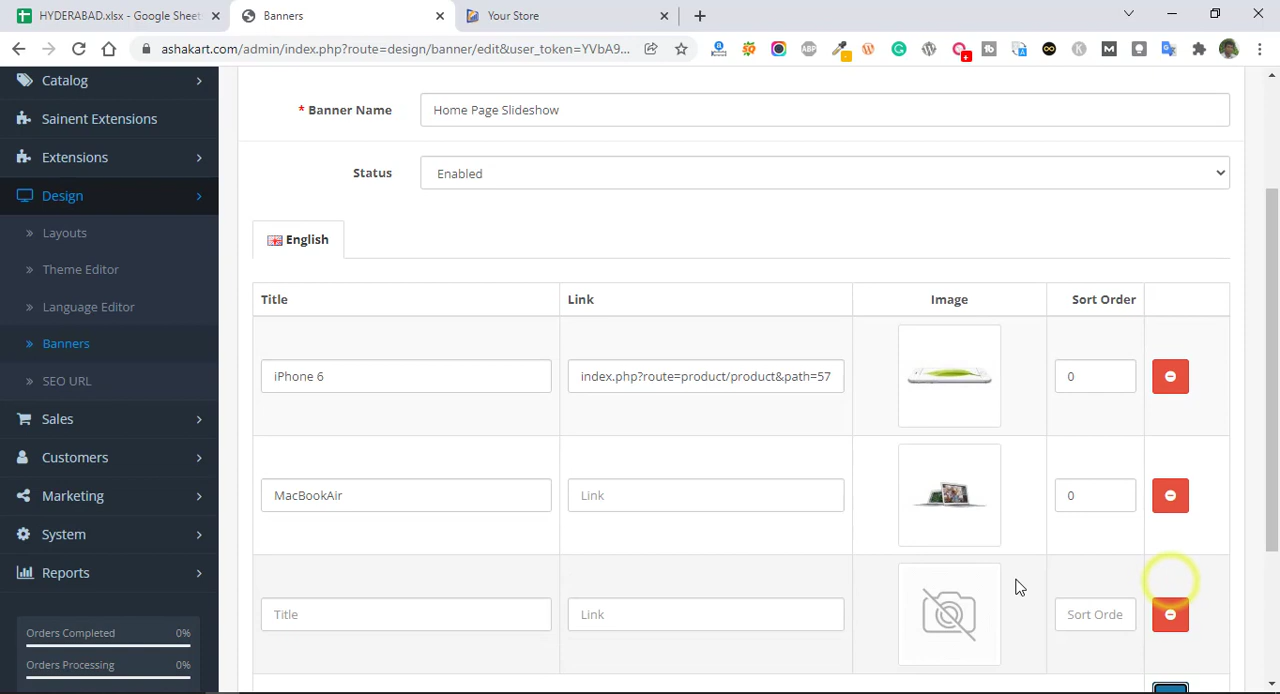 HYDERABAD.xlsx - Google Sheet
Banners
Your Store
ashakart.com/admin/index.php?route=design/banner/edit&user_token=YVbA9...
Catalog
Sainent Extensions
Extensions
Design
Layouts
Theme Editor
Language Editor
Banners
SEO URL
Sales
Customers
Marketing
System
Reports
Orders Completed 0%
Orders Processing 0%
* Banner Name Home Page Slideshow
Status Enabled
English
Title Link Image Sort Order
iPhone 6 index.php?route=product/product&path=57 0
MacBookAir Link 0
Title Link Sort Orde